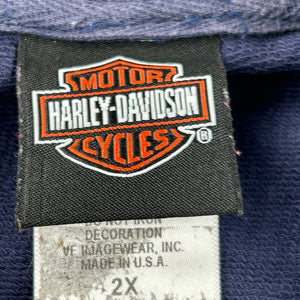 MOTOR
HARLEY-DAVIDSON
CYCLES
®
DO NOT IRON
DECORATION
VF IMAGEWEAR, INC.
MADE IN U.S.A.
2X